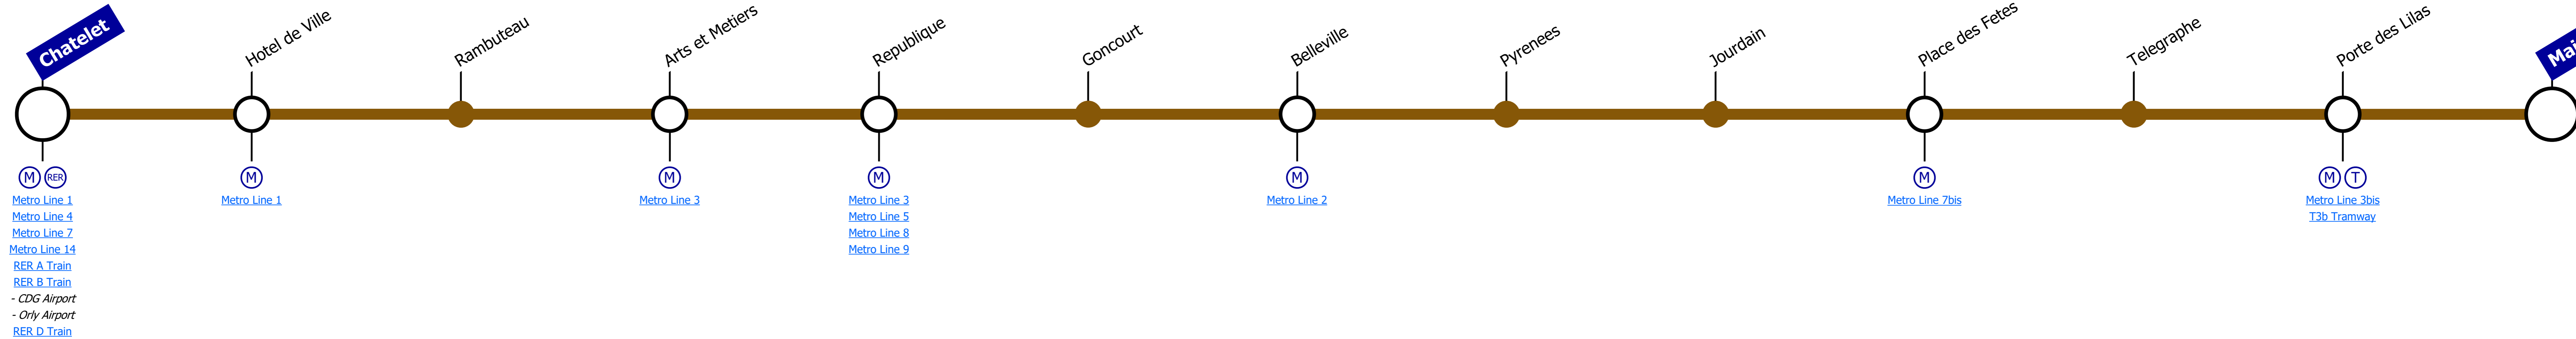 Chatelet
Hotel de Ville
Rambuteau
Arts et Metiers
Republique
Goncourt
Belleville
Pyrenees
Jourdain
Place des Fetes
Telegraphe
Porte des Lilas
M RER
Metro Line 1
Metro Line 4
Metro Line 7
Metro Line 14
RER A Train
RER B Train
- CDG Airport
- Orly Airport
RER D Train
M
Metro Line 1
M
Metro Line 3
M
Metro Line 3
Metro Line 5
Metro Line 8
Metro Line 9
M
Metro Line 2
M
Metro Line 7bis
M T
Metro Line 3bis
T3b Tramway